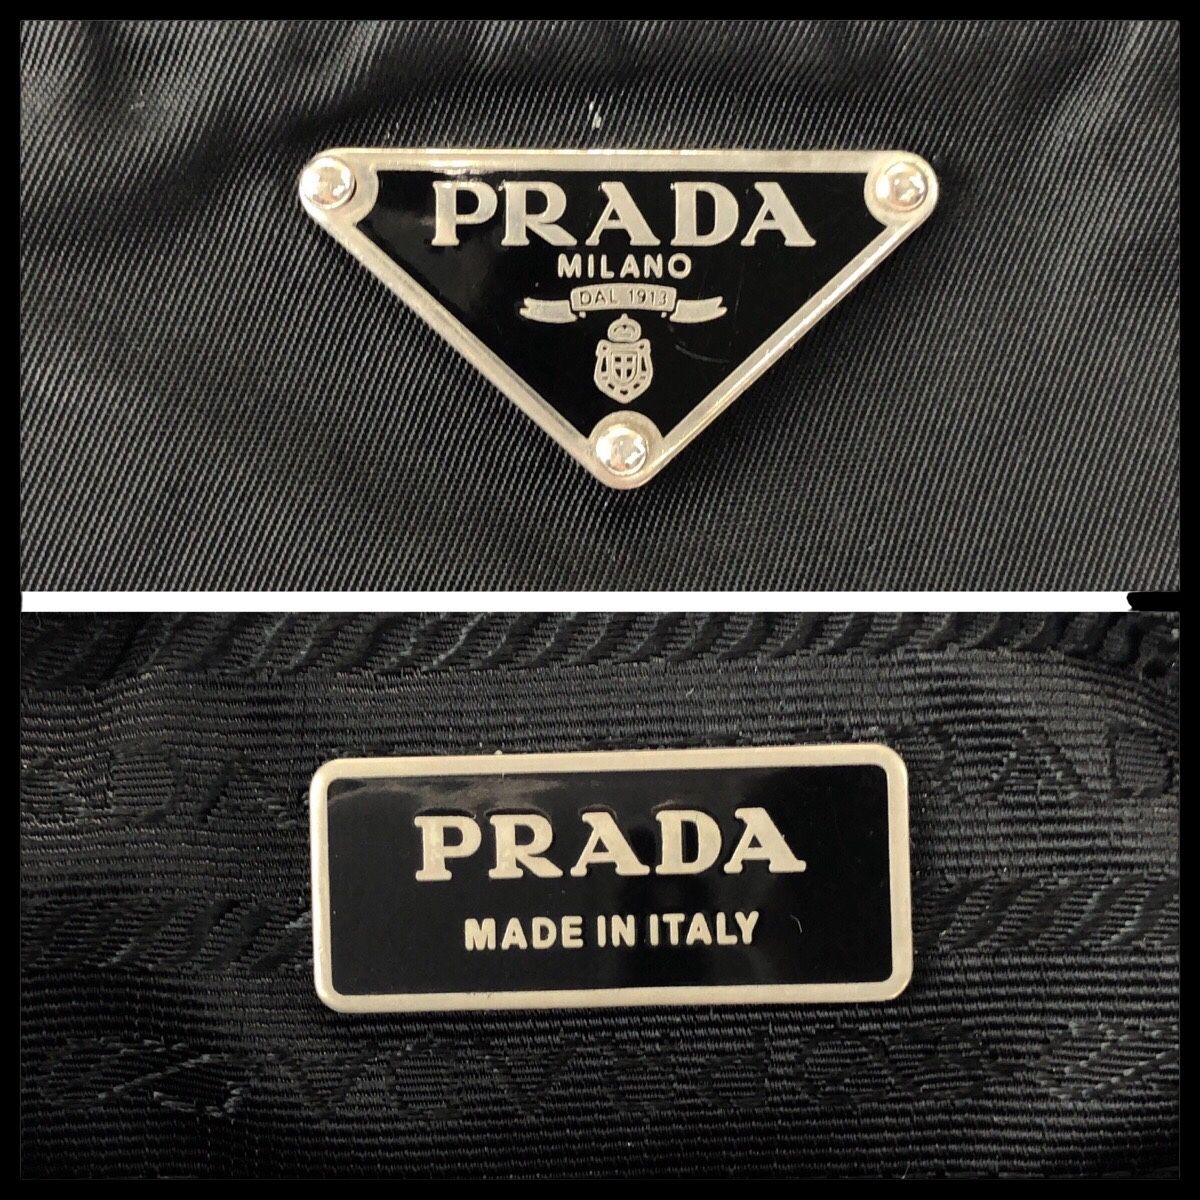 PRADA
MILANO
DAL 1913
PRADA
MADE IN ITALY